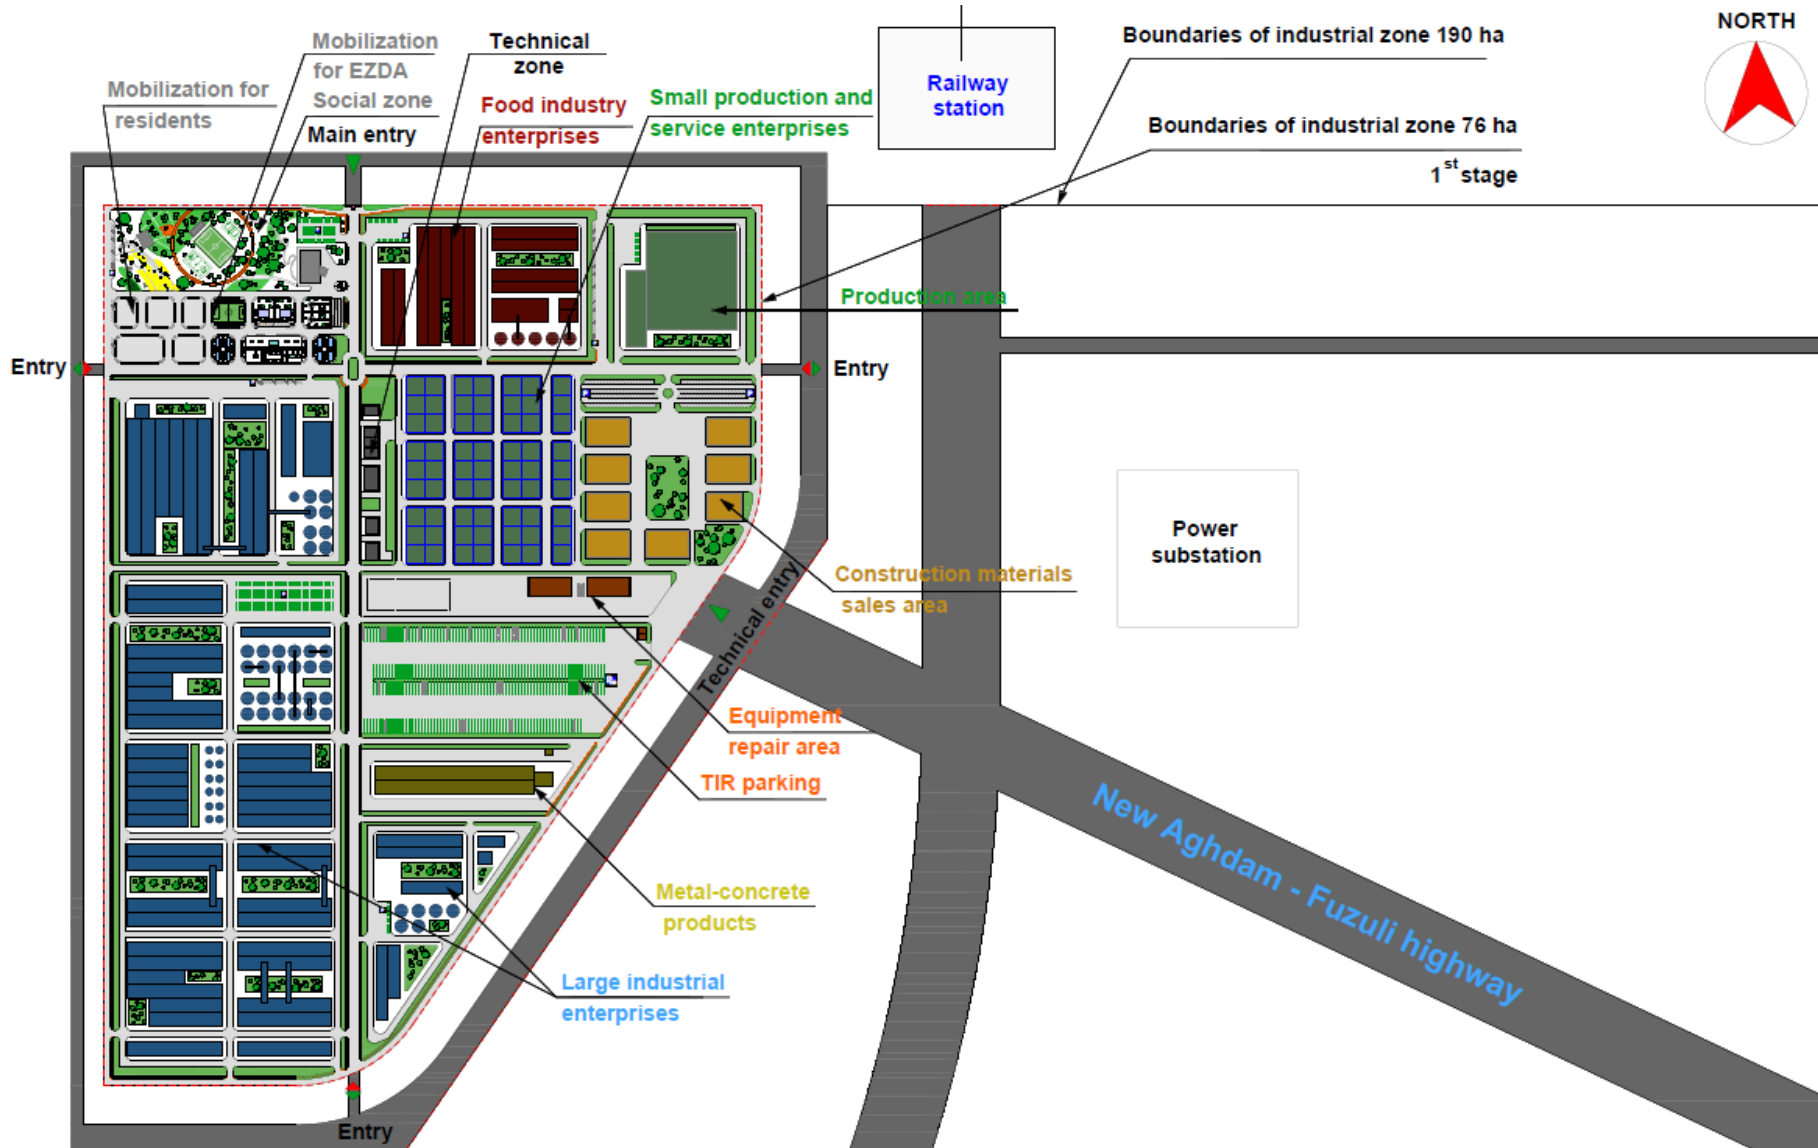 NORTH
Mobilization
for EZDA
Social zone
Main entry
Mobilization for
residents
Technical
zone
Food industry
enterprises
Small production and
service enterprises
Railway
station
Boundaries of industrial zone 190 ha
Boundaries of industrial zone 76 ha
1st stage
Production area
Entry
Entry
Power
substation
Construction materials
sales area
Technical entry
Equipment
repair area
TIR parking
Metal-concrete
products
New Aghdam - Fuzuli highway
Large industrial
enterprises
Entry